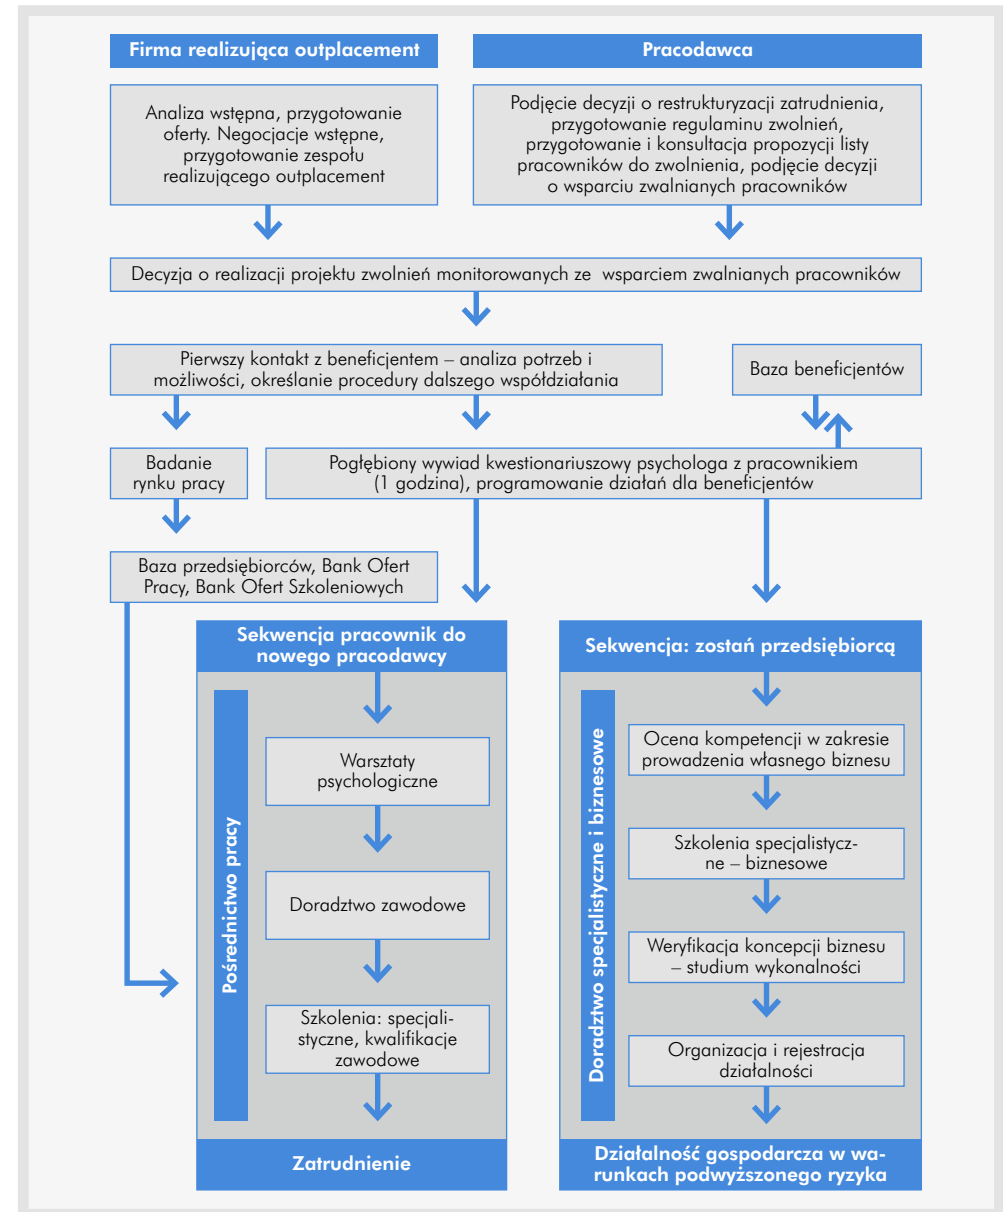 Firma realizująca outplacement
Pracodawca
Analiza wstępna, przygotowanie
oferty. Negocjacje wstępne,
przygotowanie zespołu
realizującego outplacement
Podjęcie decyzji o restrukturyzacji zatrudnienia,
przygotowanie regulaminu zwolnień,
przygotowanie i konsultacja propozycji listy
pracowników do zwolnienia, podjęcie decyzji
o wsparciu zwalnianych pracowników
Decyzja o realizacji projektu zwolnień monitorowanych ze wsparciem zwalnianych pracowników
Pierwszy kontakt z beneficjentem – analiza potrzeb i
możliwości, określanie procedury dalszego współdziałania
Baza beneficjentów
Badanie
rynku pracy
Pogłębiony wywiad kwestionariuszowy psychologa z pracownikiem
(1 godzina), programowanie działań dla beneficjentów
Baza przedsiębiorców, Bank Ofert
Pracy, Bank Ofert Szkoleniowych
Sekwencja pracownik do
nowego pracodawcy
Pośrednictwo pracy
Warsztaty
psychologiczne
Doradztwo zawodowe
Szkolenia: specjali-
styczne, kwalifikacje
zawodowe
Zatrudnienie
Sekwencja: zostań przedsiębiorcą
Doradztwo specjalistyczne i biznesowe
Ocena kompetencji w zakresie
prowadzenia własnego biznesu
Szkolenia specjalistycz-
ne – biznesowe
Weryfikacja koncepcji biznesu
– studium wykonalności
Organizacja i rejestracja
działalności
Działalność gospodarcza w wa-
runkach podwyższonego ryzyka